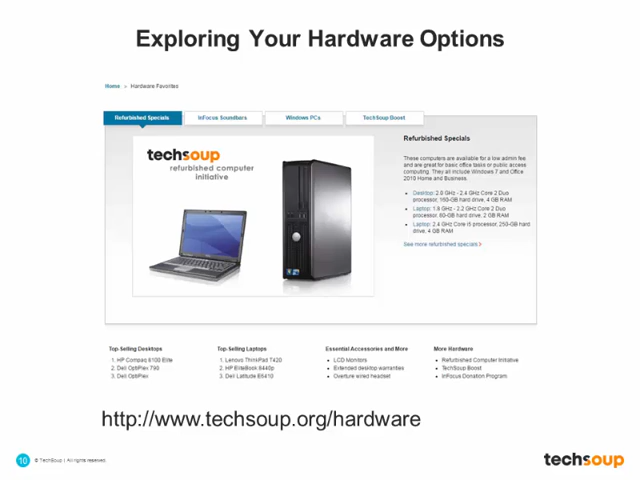 Exploring Your Hardware Options
Home > Hardware Favorites
Refurbished Specials
InFocus Soundbars
Windows PCs
TechSoup Boost
techsoup
refurbished computer
initiative
Refurbished Specials
These computers are available for a low admin fee
and are great for basic office tasks or public access
computing. They all include Windows 7 and Office
2010 Home and Business.
• Desktop: 2.0 GHz - 2.4 GHz Core 2 Duo
processor, 160-GB hard drive, 4 GB RAM
• Laptop: 1.8 GHz - 2.2 GHz Core 2 Duo
processor, 80-GB hard drive, 2 GB RAM
• Laptop: 2.4 GHz Core i5 processor, 250-GB hard
drive, 4 GB RAM
See more refurbished specials >
Top-Selling Desktops
1. HP Compaq 6100 Elite
2. Dell OptiPlex 790
3. Dell OptiPlex
Top-Selling Laptops
1. Lenovo ThinkPad T420
2. HP EliteBook 8440p
3. Dell Latitude E6410
Essential Accessories and More
• LCD Monitors
• Extended desktop warranties
• Overture wired headset
More Hardware
• Refurbished Computer Initiative
• TechSoup Boost
• InFocus Donation Program
http://www.techsoup.org/hardware
10
© TechSoup | All rights reserved
techsoup